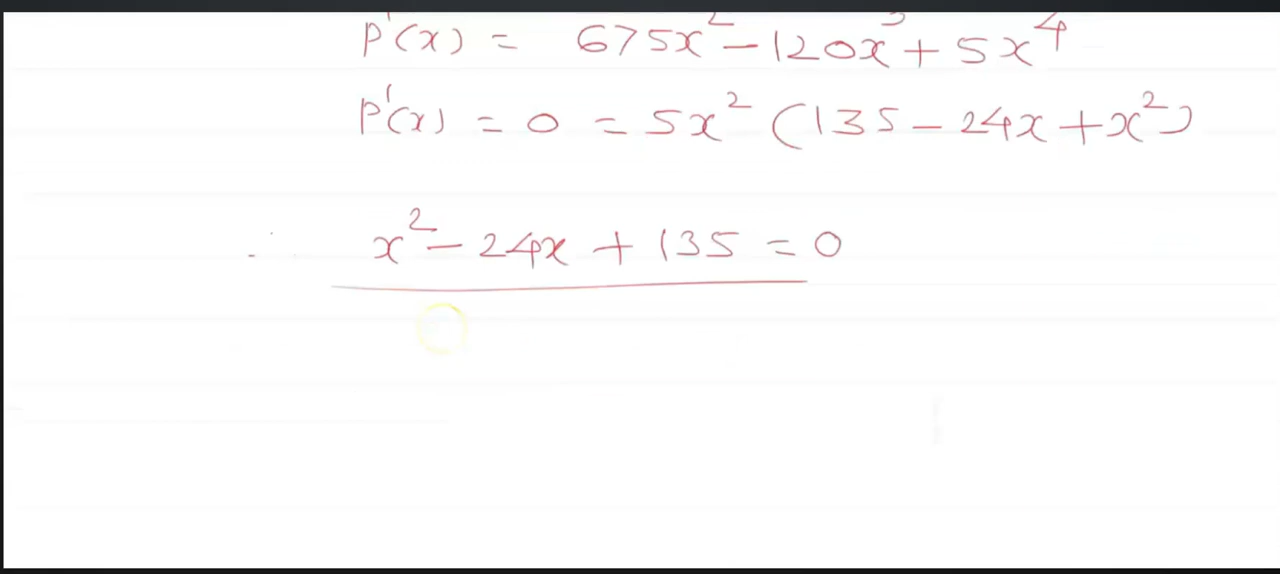 P'(x) = 675x² - 120x³ + 5x⁴
P'(x) = 0 = 5x² (135 - 24x + x²)
x² - 24x + 135 = 0